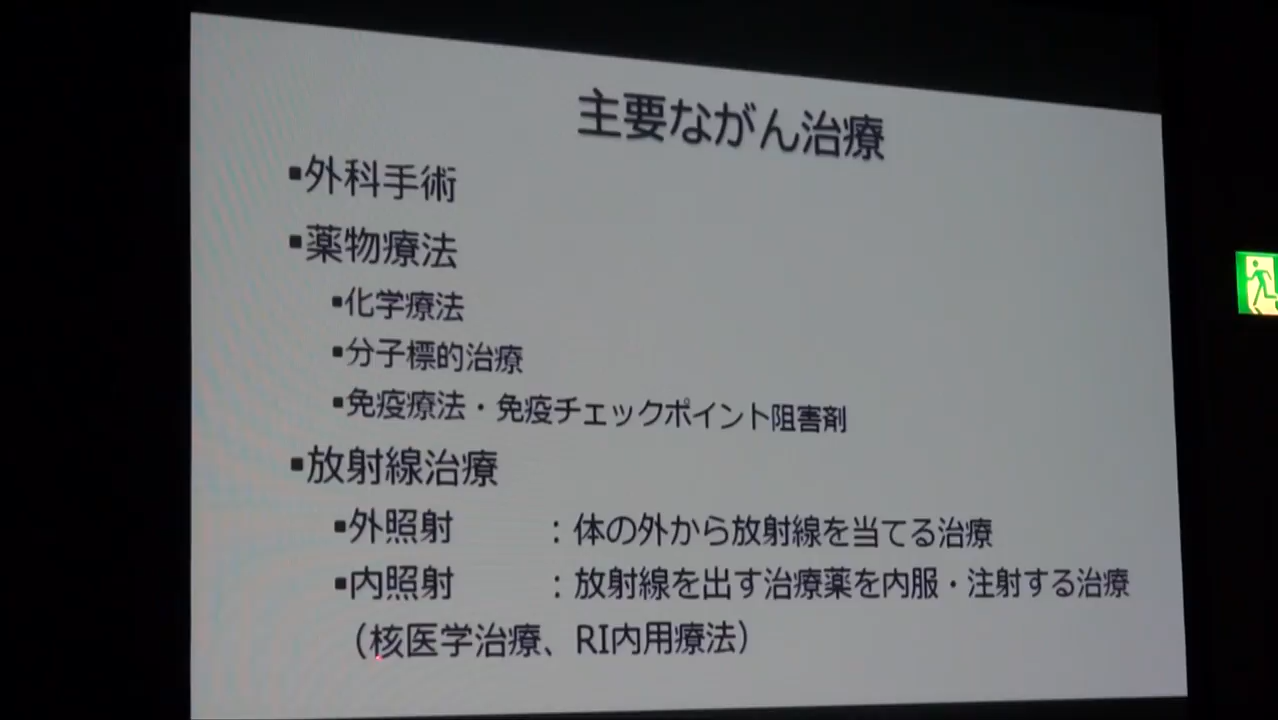 主要ながん治療
▪外科手術
▪薬物療法
▪化学療法
▪分子標的治療
▪免疫療法・免疫チェックポイント阻害剤
▪放射線治療
▪外照射 ：体の外から放射線を当てる治療
▪内照射 ：放射線を出す治療薬を内服・注射する治療
（核医学治療、RI内用療法）